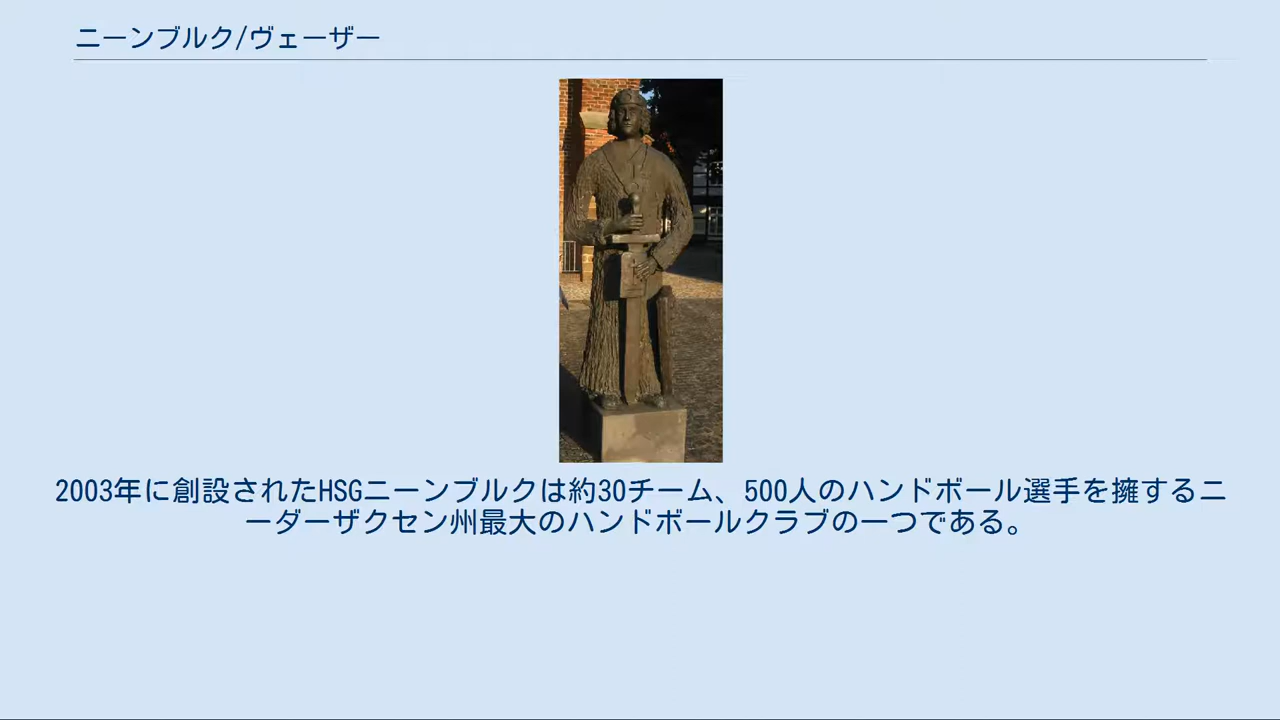 ニーンブルク/ヴェーザー
2003年に創設されたHSGニーンブルクは約30チーム、500人のハンドボール選手を擁するニ
ーダーザクセン州最大のハンドボールクラブの一つである。